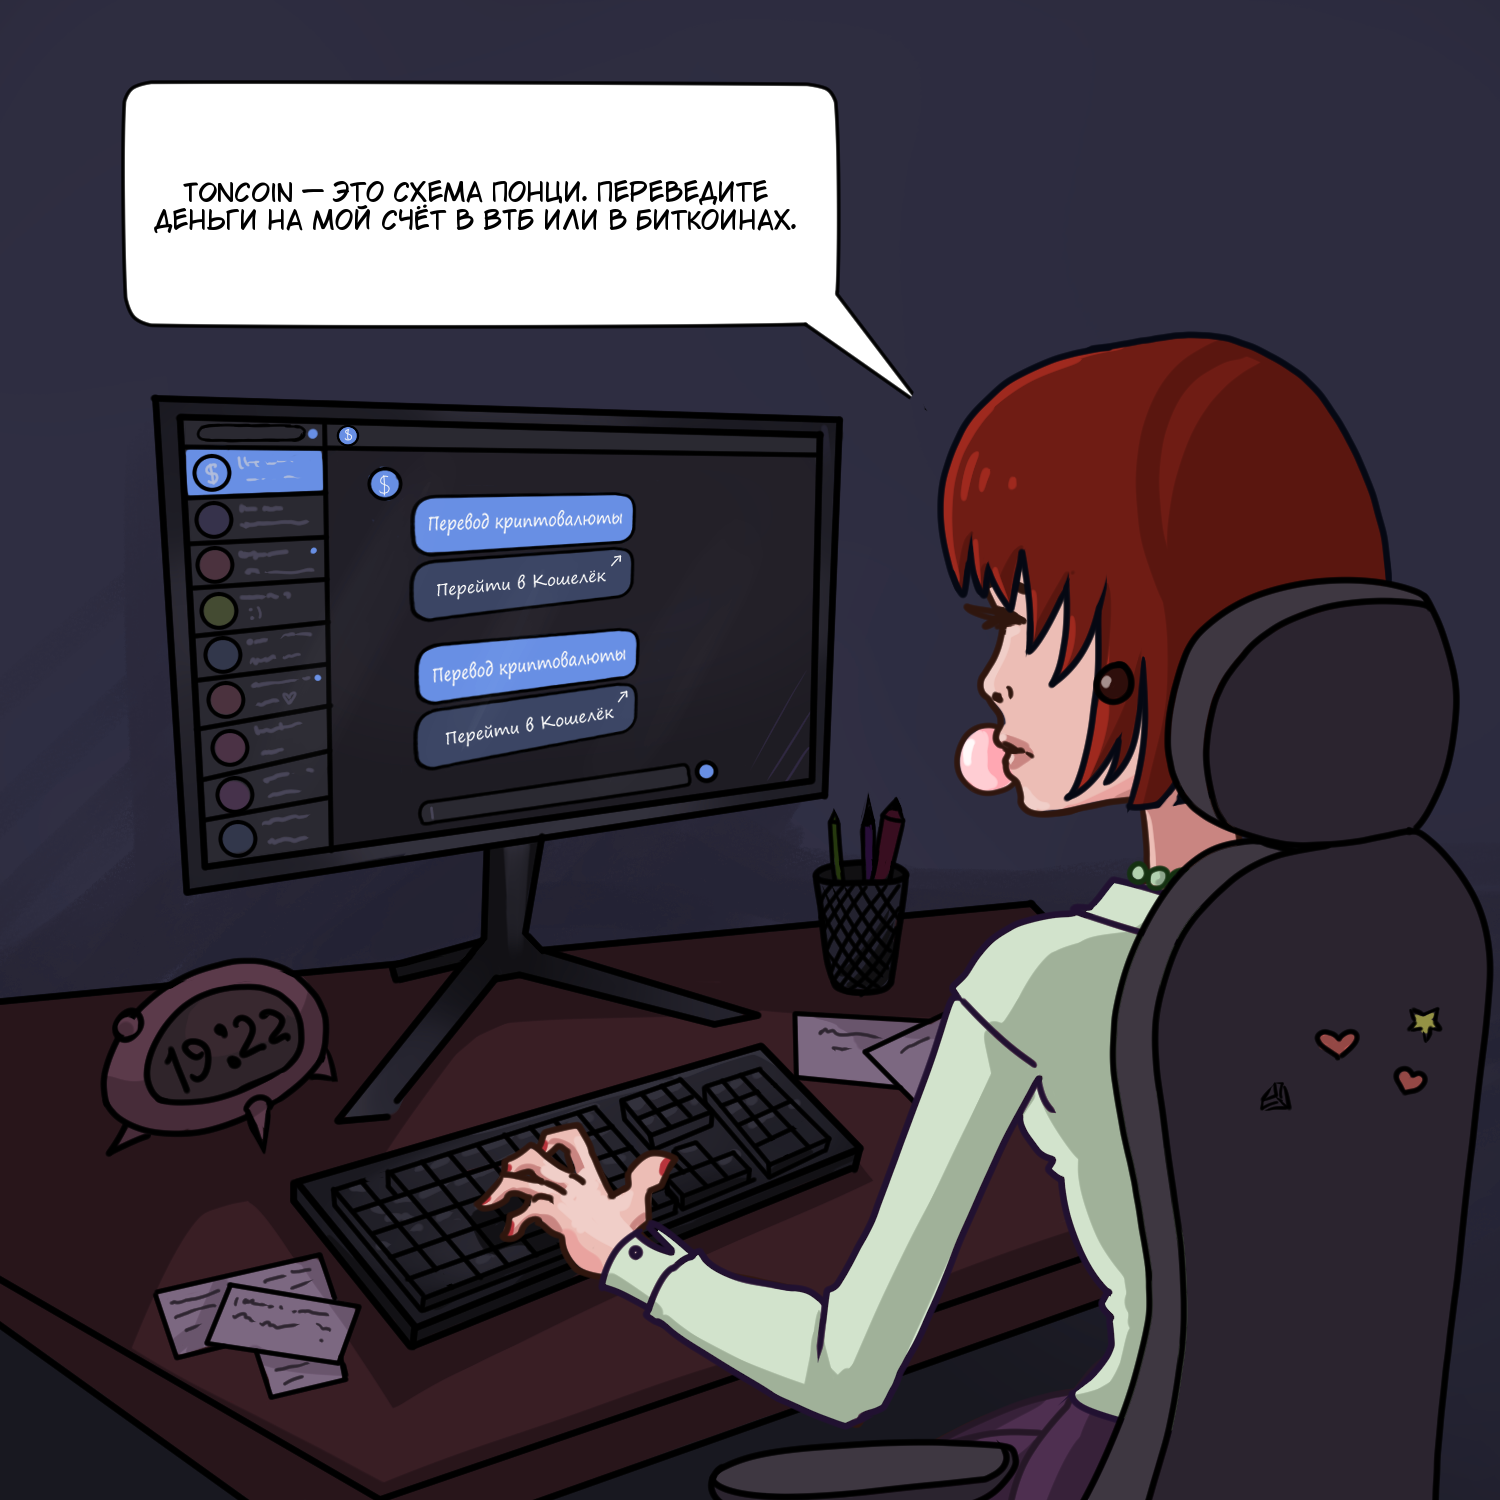 TONCOIN — ЭТО СХЕМА ПОНЦИ. ПЕРЕВЕДИТЕ
ДЕНЬГИ НА МОЙ СЧЁТ В ВТБ ИЛИ В БИТКОИНАХ.
$
$
$
Перевод криптовалюты
Перейти в Кошелёк
Перевод криптовалюты
Перейти в Кошелёк
:)
19:22